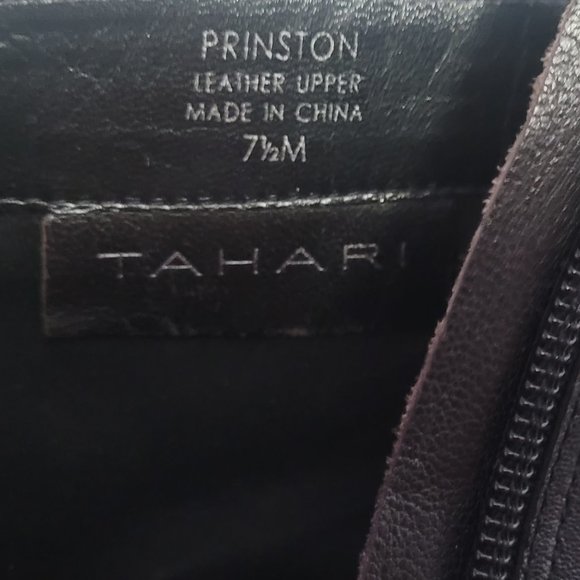 PRINSTON
LEATHER UPPER
MADE IN CHINA
7½M
TAHARI